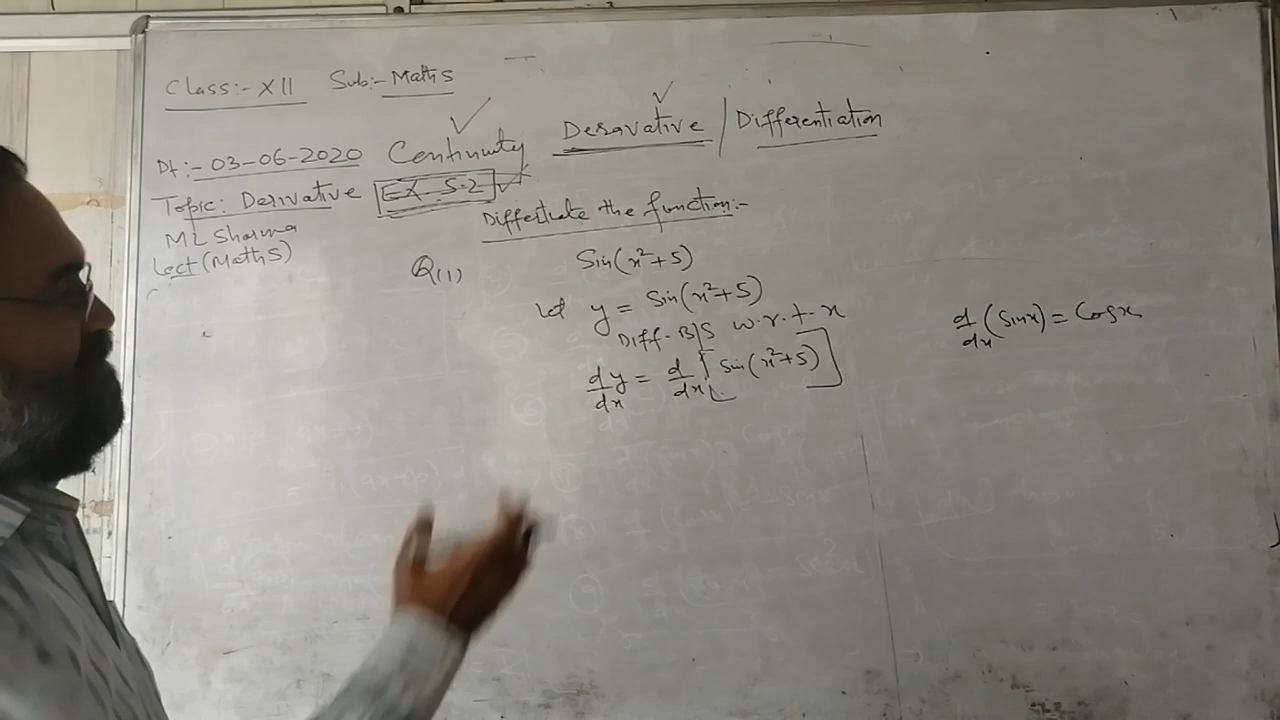 Class:- XII Sub:- Maths
Dt:- 03-06-2020 Continuity Deravative / Differentiation
Topic: Derivative EX 5.2
ML Sharma
Lect (Maths)
Differtiate the function:-
Q(1) Sin(x²+5)
Let y = Sin(x²+5)
Diff. B/S w.r.t. x
dy/dx = d/dx [Sin(x²+5)]
d/dx (Sinx) = Cosx